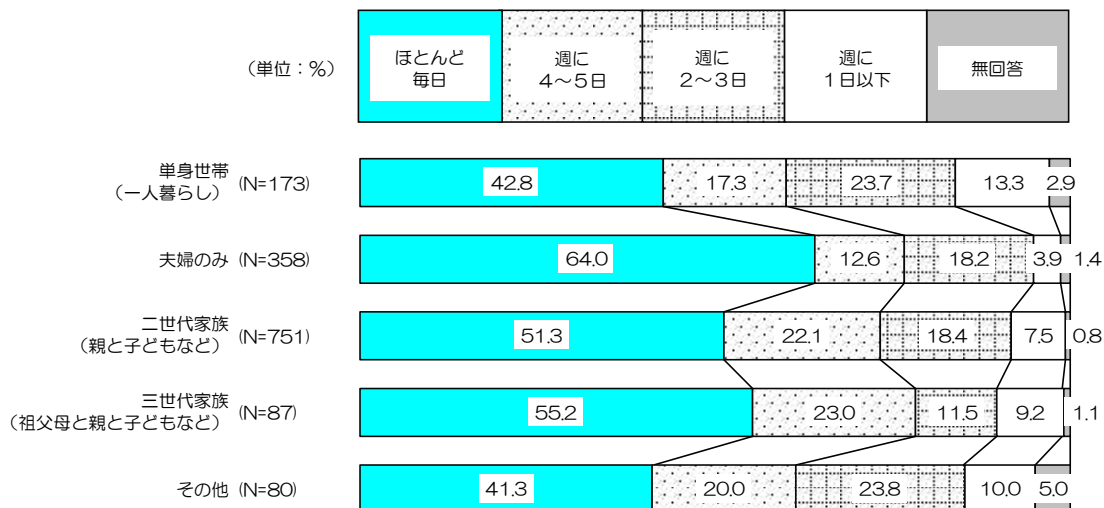 （単位：％）
ほとんど
毎日
週に
4～5日
週に
2～3日
週に
1日以下
無回答
単身世帯
（一人暮らし）
(N=173)
42.8 17.3 23.7 13.3 2.9
夫婦のみ (N=358)
64.0 12.6 18.2 3.9 1.4
二世代家族
（親と子どもなど）
(N=751)
51.3 22.1 18.4 7.5 0.8
三世代家族
（祖父母と親と子どもなど）
(N=87)
55.2 23.0 11.5 9.2 1.1
その他 (N=80)
41.3 20.0 23.8 10.0 5.0